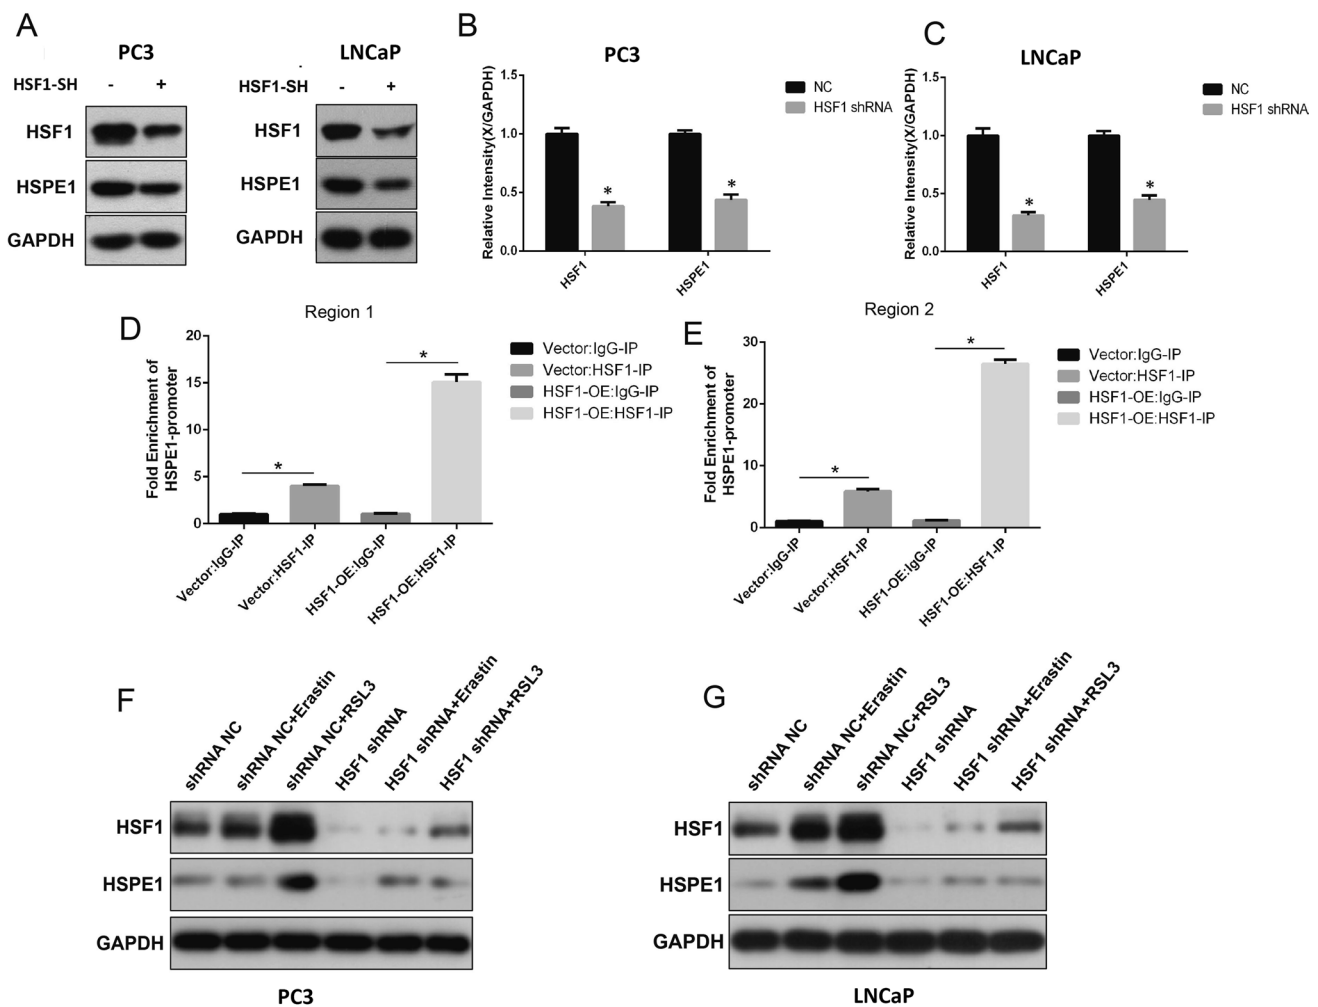 A
PC3
HSF1-SH - +
HSF1
HSPE1
GAPDH
LNCaP
HSF1-SH - +
HSF1
HSPE1
GAPDH
B
PC3
Relative Intensity(X/GAPDH)
1.5
1.0
0.5
0.0
* *
HSF1 HSPE1
NC
HSF1 shRNA
C
LNCaP
Relative Intensity(X/GAPDH)
1.5
1.0
0.5
0.0
* *
HSF1 HSPE1
NC
HSF1 shRNA
D
Region 1
Fold Enrichment of
HSPE1-promoter
20
15
10
5
0
* *
Vector:IgG-IP
Vector:HSF1-IP
HSF1-OE:IgG-IP
HSF1-OE:HSF1-IP
Vector:IgG-IP
Vector:HSF1-IP
HSF1-OE:IgG-IP
HSF1-OE:HSF1-IP
E
Region 2
Fold Enrichment of
HSPE1-promoter
30
20
10
0
* *
Vector:IgG-IP
Vector:HSF1-IP
HSF1-OE:IgG-IP
HSF1-OE:HSF1-IP
Vector:IgG-IP
Vector:HSF1-IP
HSF1-OE:IgG-IP
HSF1-OE:HSF1-IP
F
shRNA NC
shRNA NC+Erastin
shRNA NC+RSL3
HSF1 shRNA
HSF1 shRNA+Erastin
HSF1 shRNA+RSL3
HSF1
HSPE1
GAPDH
PC3
G
shRNA NC
shRNA NC+Erastin
shRNA NC+RSL3
HSF1 shRNA
HSF1 shRNA+Erastin
HSF1 shRNA+RSL3
HSF1
HSPE1
GAPDH
LNCaP